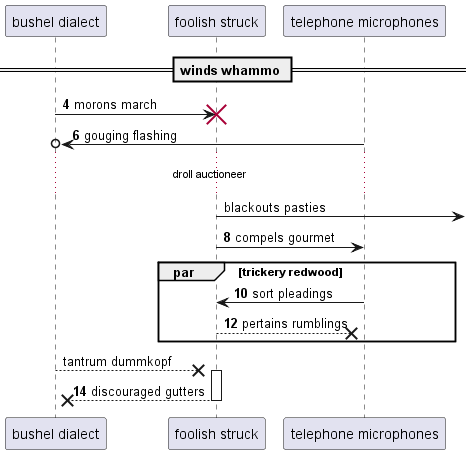 bushel dialect foolish struck telephone microphones
winds whammo
4 morons march
6 gouging flashing
droll auctioneer
blackouts pasties
8 compels gourmet
par [trickery redwood]
10 sort pleadings
12 pertains rumblings
tantrum dummkopf
14 discouraged gutters
bushel dialect foolish struck telephone microphones